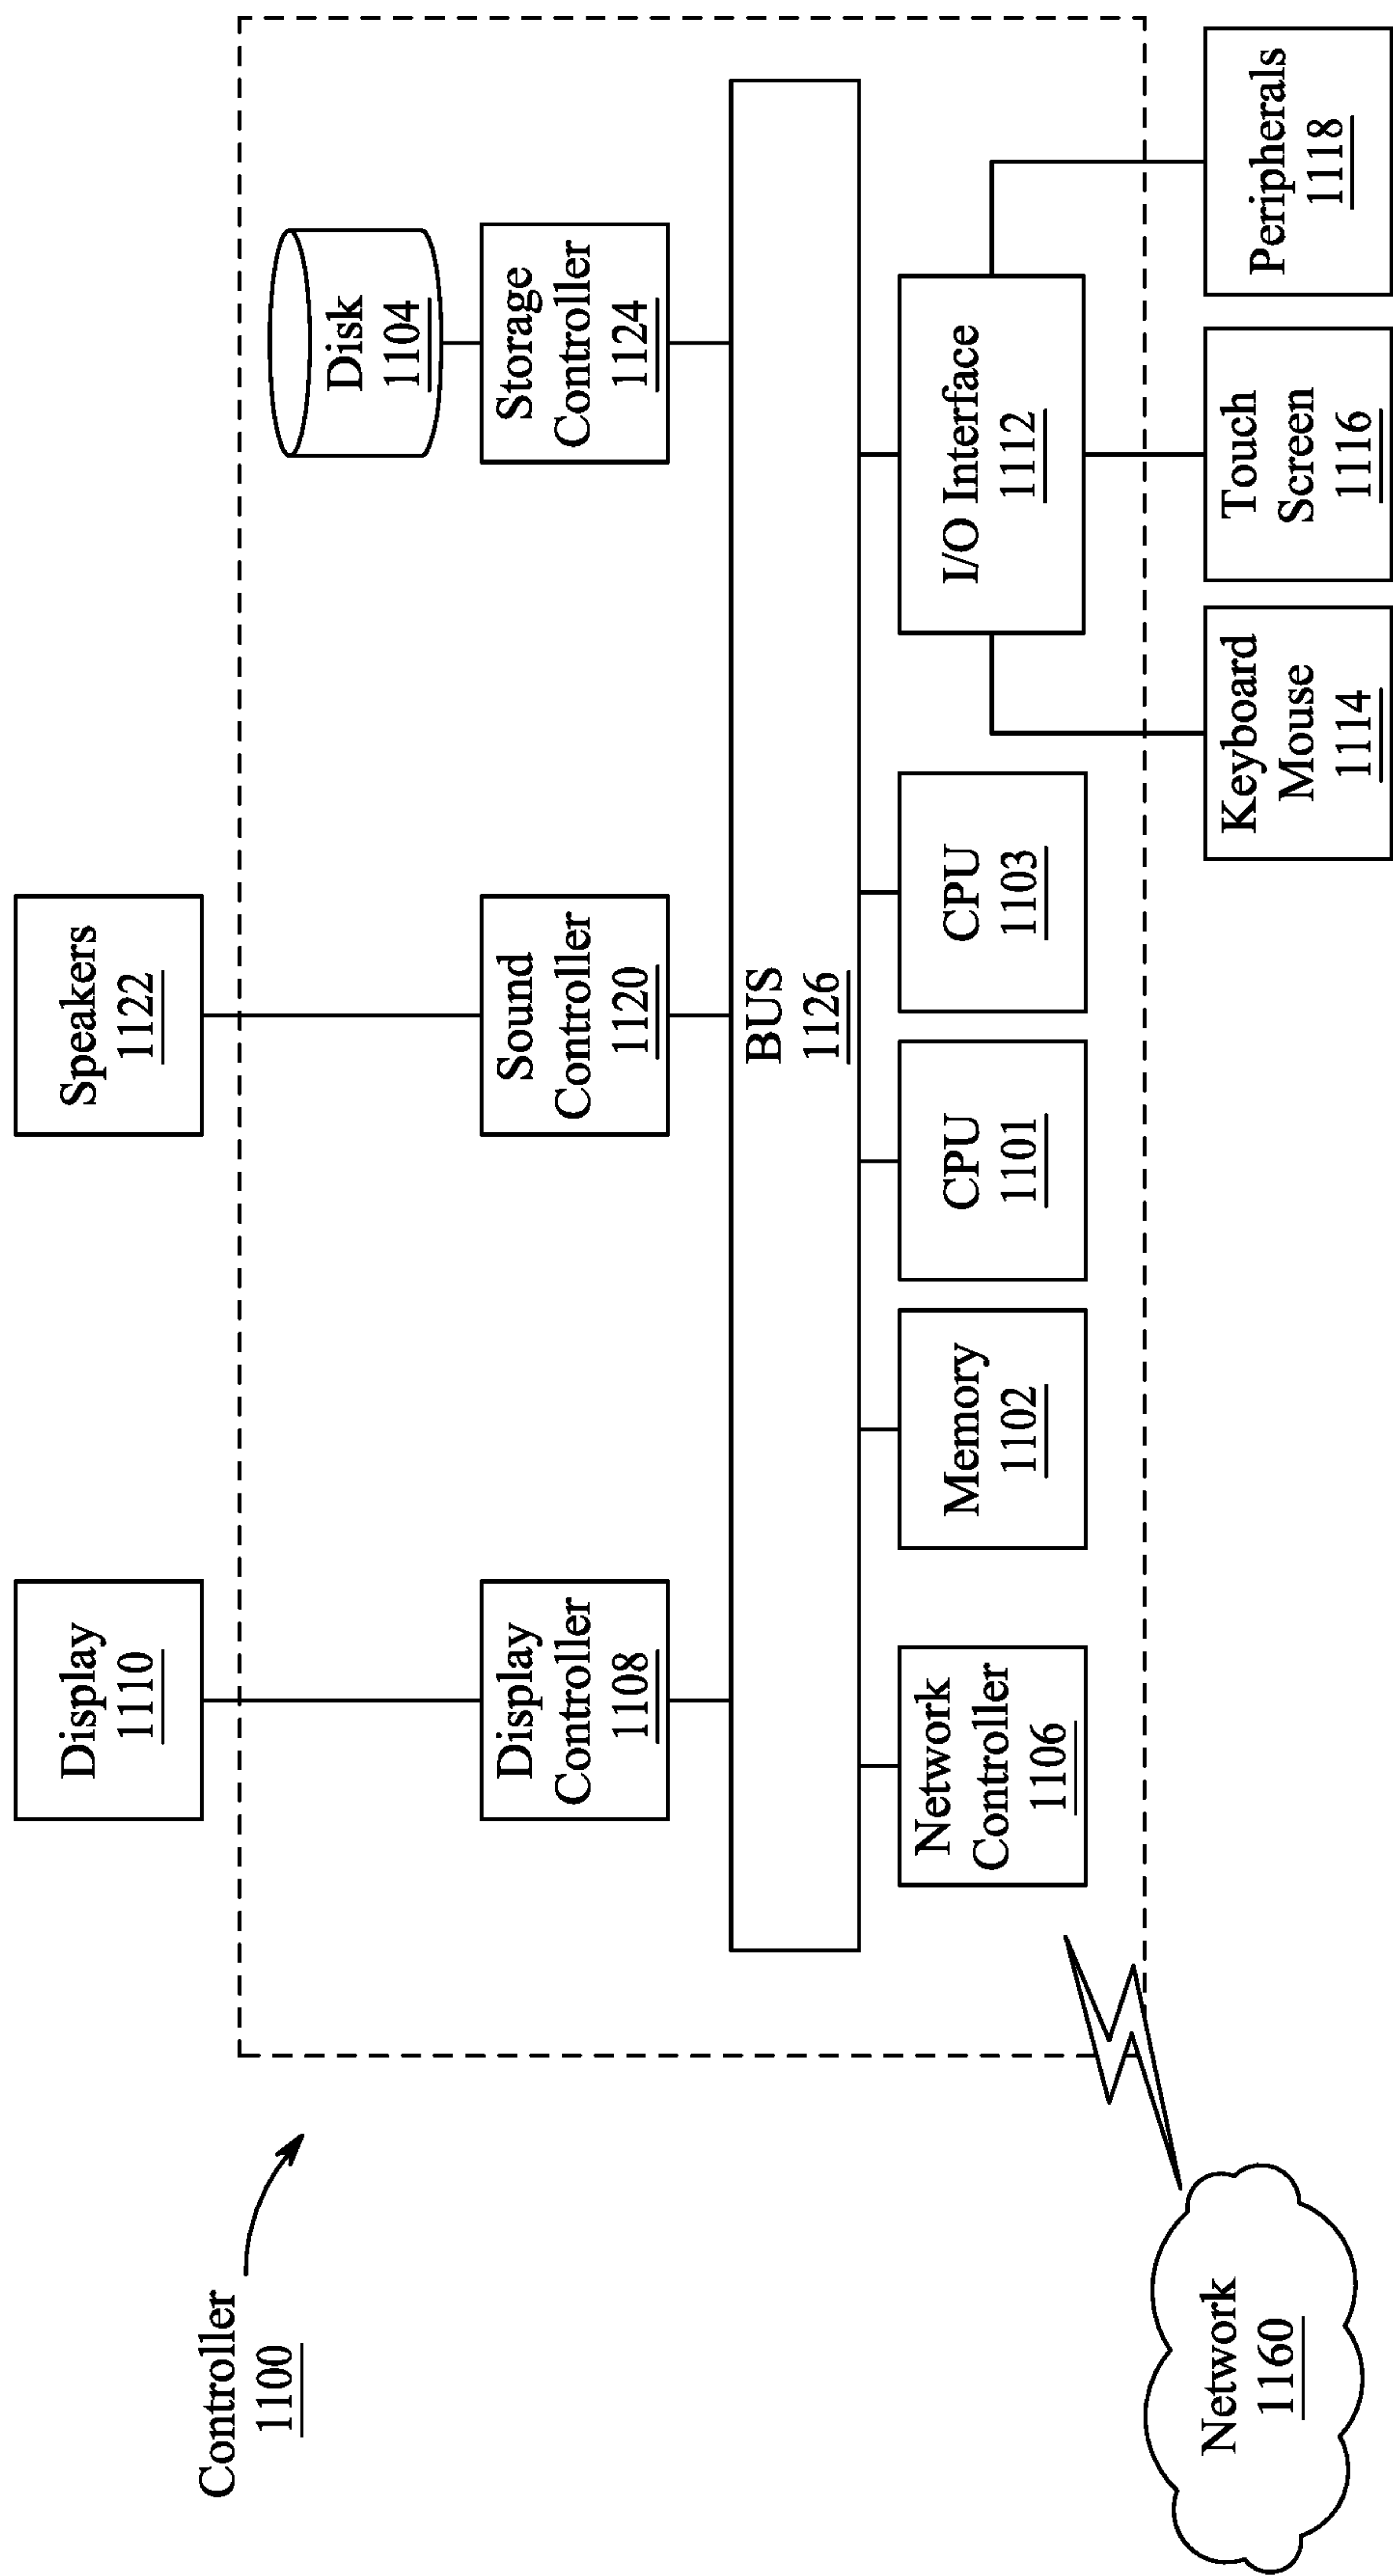 Controller
1100
Display
1110
Speakers
1122
Disk
1104
Display
Controller
1108
Sound
Controller
1120
Storage
Controller
1124
BUS
1126
Network
Controller
1106
Memory
1102
CPU
1101
CPU
1103
I/O Interface
1112
Network
1160
Keyboard
Mouse
1114
Touch
Screen
1116
Peripherals
1118